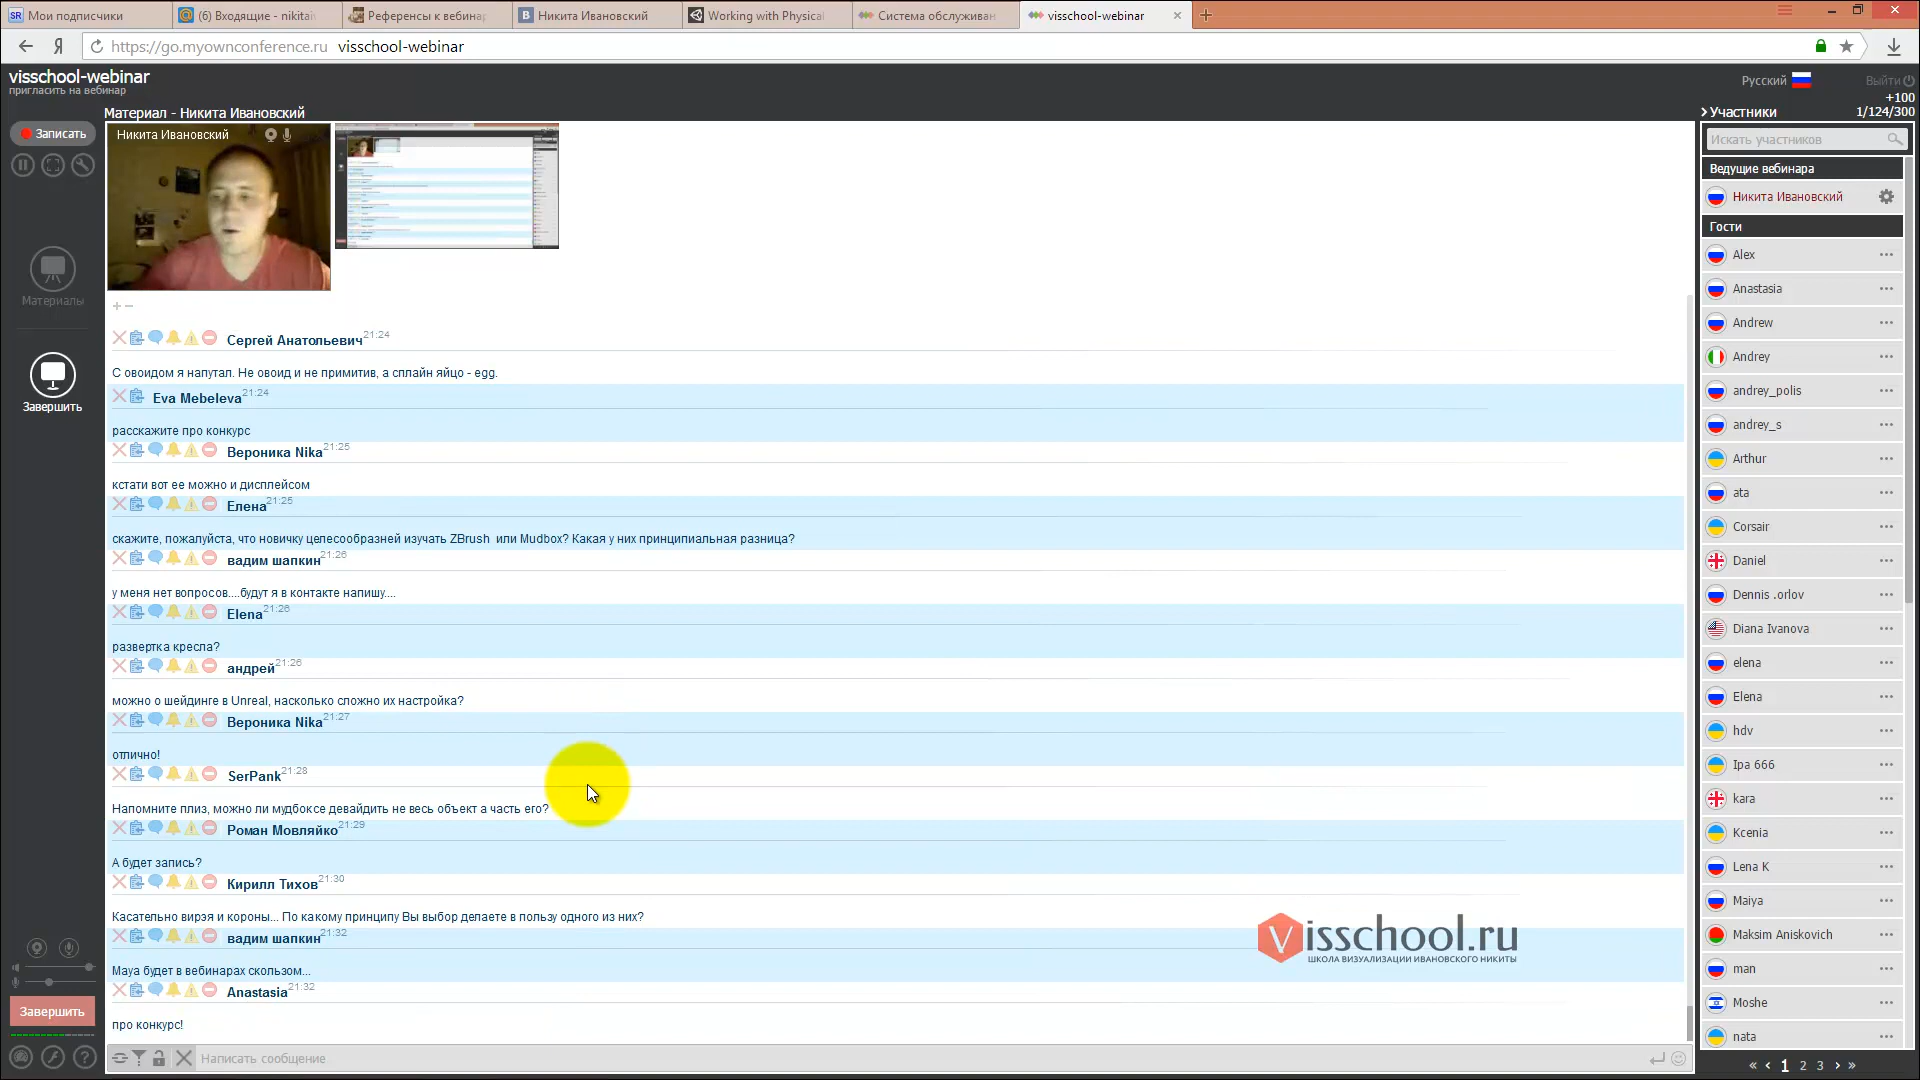 Мои подписчики
(6) Входящие - nikitai
Референсы к вебинар
Никита Ивановский
Working with Physical
Система обслуживан
visschool-webinar
https://go.myownconference.ru visschool-webinar
visschool-webinar
пригласить на вебинар
Русский
Выйти
+100
Материал - Никита Ивановский
Участники
1/124/300
Записать
Никита Ивановский
Искать участников
Ведущие вебинара
Никита Ивановский
Гости
Материалы
Завершить
Сергей Анатольевич 21:24
С овоидом я напутал. Не овоид и не примитив, а сплайн яйцо - egg.
Eva Mebeleva 21:24
расскажите про конкурс
Вероника Nika 21:25
кстати вот ее можно и дисплейсом
Елена 21:25
скажите, пожалуйста, что новичку целесообразней изучать ZBrush или Mudbox? Какая у них принципиальная разница?
вадим шапкин 21:26
у меня нет вопросов....будут я в контакте напишу....
Elena 21:26
развертка кресла?
андрей 21:26
можно о шейдинге в Unreal, насколько сложно их настройка?
Вероника Nika 21:27
отлично!
SerPank 21:28
Напомните плиз, можно ли мудбоксе девайдить не весь объект а часть его?
Роман Мовляйко 21:29
А будет запись?
Кирилл Тихов 21:30
Касательно вирэя и короны... По какому принципу Вы выбор делаете в пользу одного из них?
вадим шапкин 21:32
Maya будет в вебинарах скользом...
Anastasia 21:32
про конкурс!
Написать сообщение
Завершить
Visschool.ru
ШКОЛА ВИЗУАЛИЗАЦИИ ИВАНОВСКОГО НИКИТЫ
Alex
Anastasia
Andrew
Andrey
andrey_polis
andrey_s
Arthur
ata
Corsair
Daniel
Dennis .orlov
Diana Ivanova
elena
Elena
hdv
Ipa 666
kara
Kcenia
Lena K
Maiya
Maksim Aniskovich
man
Moshe
nata
« ‹ 1 2 3 › »